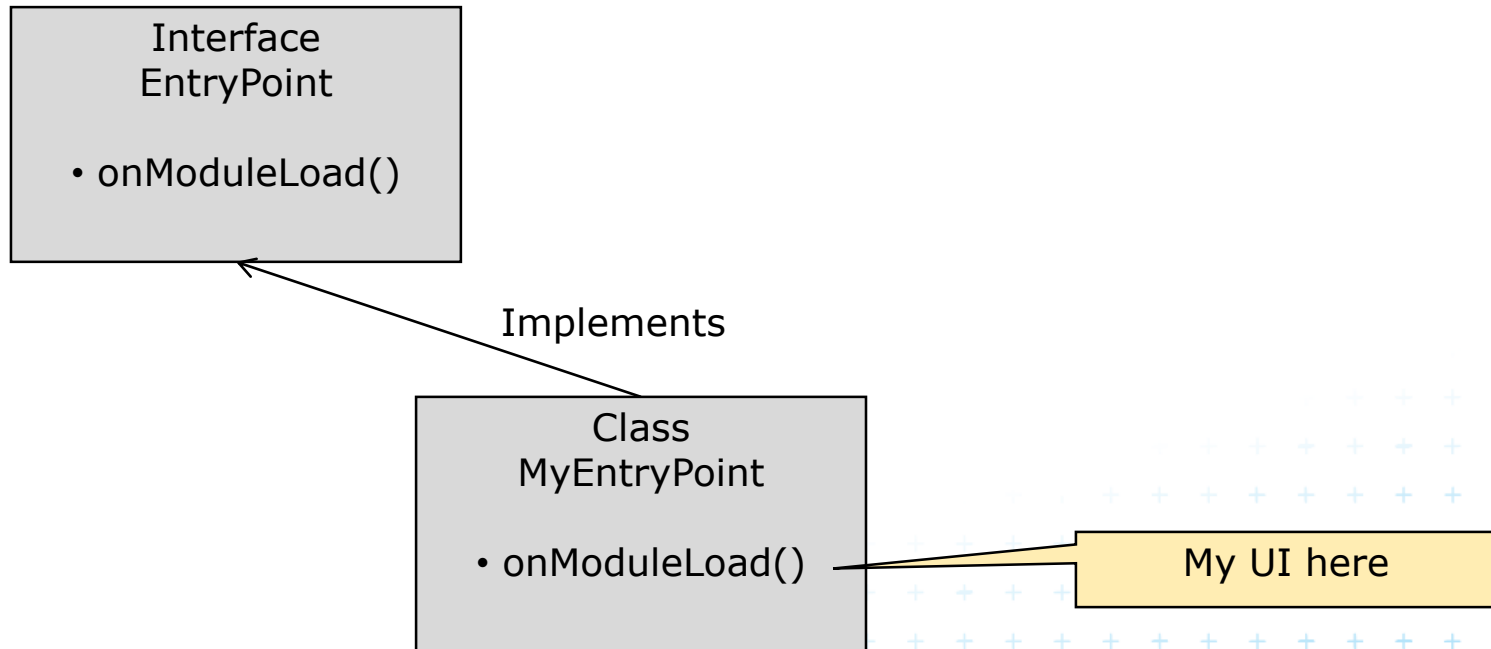 Interface
EntryPoint
• onModuleLoad()
Implements
Class
MyEntryPoint
• onModuleLoad()
My UI here